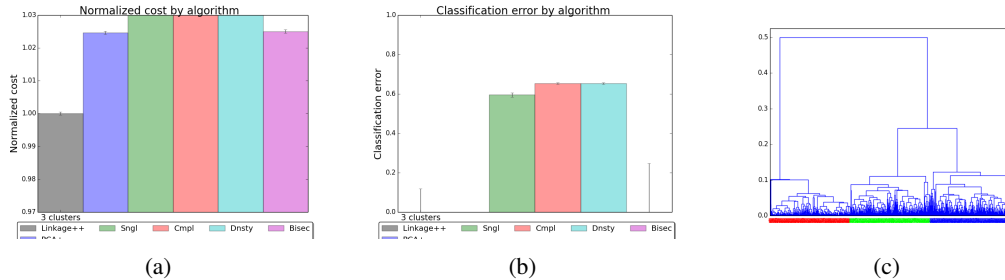 Normalized cost by algorithm
1.03
1.02
1.01
1.00
0.99
0.98
0.97
Normalized cost
3 clusters
Linkage++ Sngl Cmpl Dnsty Bisec
PCA+
(a)
Classification error by algorithm
1.0
0.8
0.6
0.4
0.2
0.0
Classification error
3 clusters
Linkage++ Sngl Cmpl Dnsty Bisec
(b)
0.5
0.4
0.3
0.2
0.1
0.0
(c)